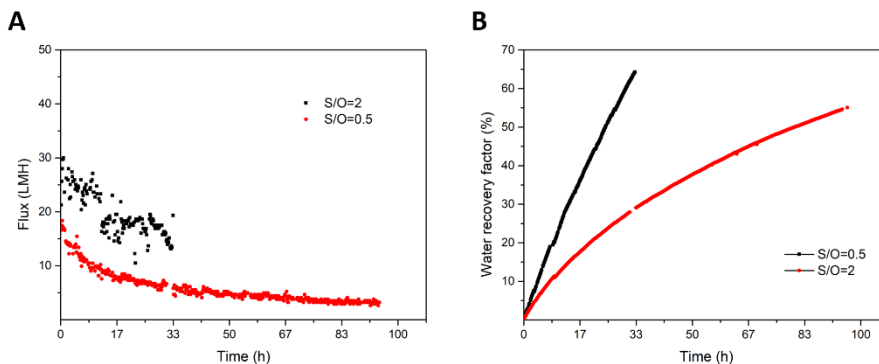 A
50
40
30
20
10
Flux (LMH)
S/O=2
S/O=0.5
0 17 33 50 67 83 100
Time (h)
B
70
60
50
40
30
20
10
Water recovery factor (%)
S/O=0.5
S/O=2
0 17 33 50 67 83 100
Time (h)